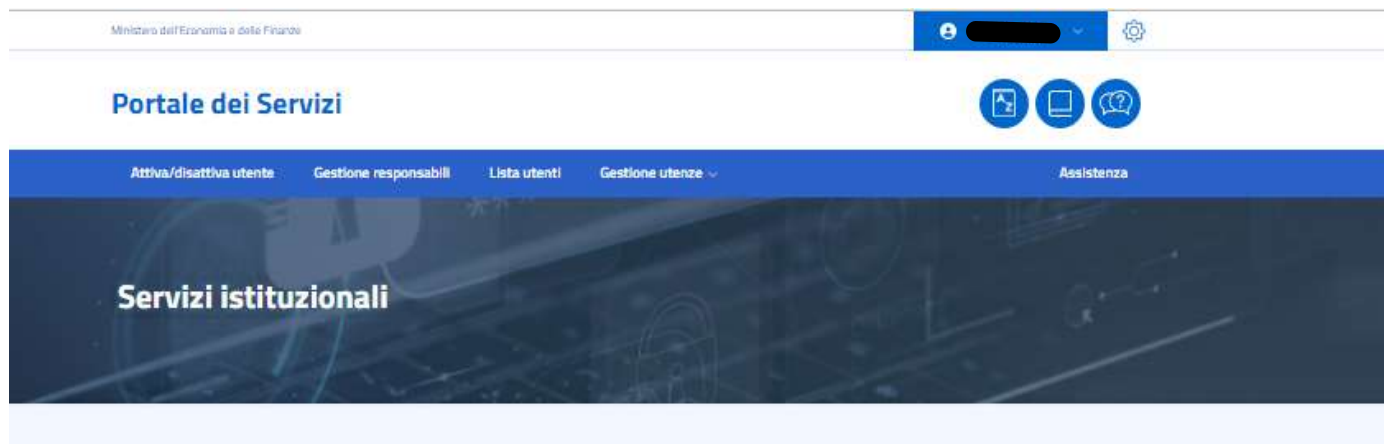 Ministero dell'Economia e delle Finanze
Portale dei Servizi
Attiva/disattiva utente Gestione responsabili Lista utenti Gestione utenze Assistenza
Servizi istituzionali